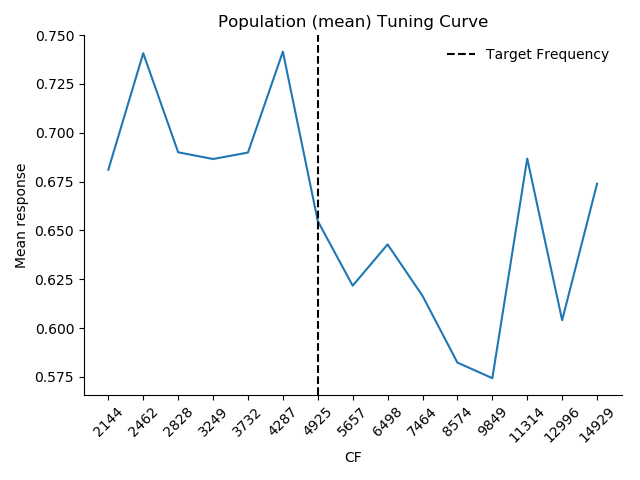 Population (mean) Tuning Curve
Target Frequency
Mean response
0.750
0.725
0.700
0.675
0.650
0.625
0.600
0.575
2144 2462 2828 3249 3732 4287 4925 5657 6498 7464 8574 9849 11314 12996 14929
CF